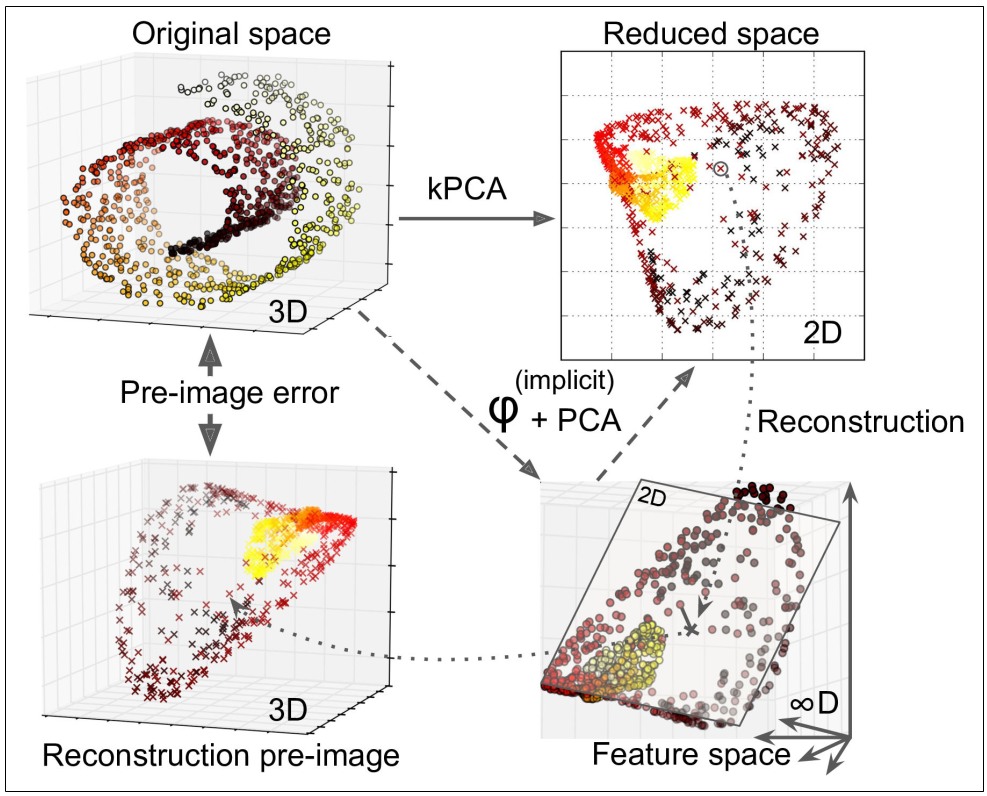 Original space
Reduced space
3D
kPCA
2D
Pre-image error
(implicit)
φ + PCA
Reconstruction
2D
3D
∞D
Reconstruction pre-image
Feature space